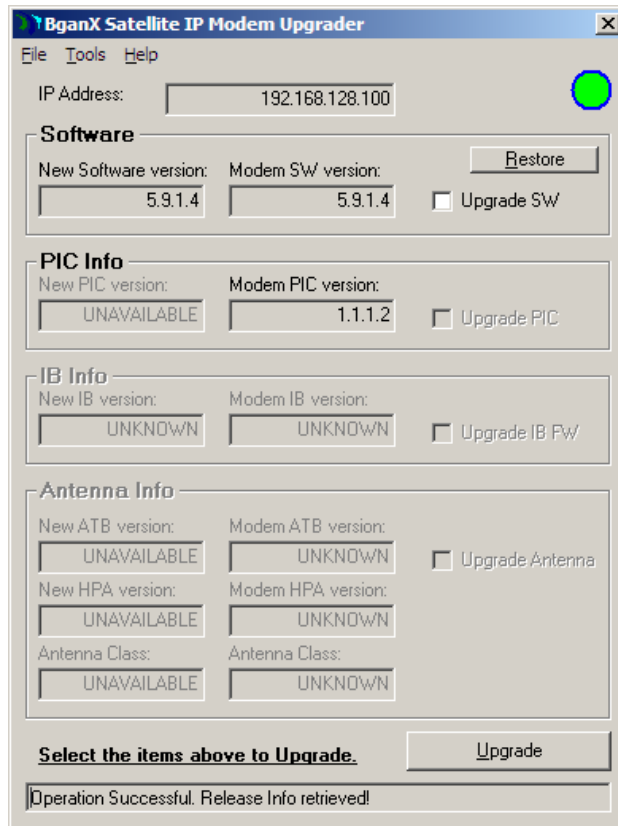 BganX Satellite IP Modem Upgrader
File Tools Help
IP Address: 192.168.128.100
Software
Restore
New Software version: Modem SW version:
5.9.1.4 5.9.1.4 Upgrade SW
PIC Info
New PIC version: Modem PIC version:
UNAVAILABLE 1.1.1.2 Upgrade PIC
IB Info
New IB version: Modem IB version:
UNKNOWN UNKNOWN Upgrade IB FW
Antenna Info
New ATB version: Modem ATB version:
UNAVAILABLE UNKNOWN Upgrade Antenna
New HPA version: Modem HPA version:
UNAVAILABLE UNKNOWN
Antenna Class: Antenna Class:
UNAVAILABLE UNKNOWN
Select the items above to Upgrade. Upgrade
Operation Successful. Release Info retrieved!